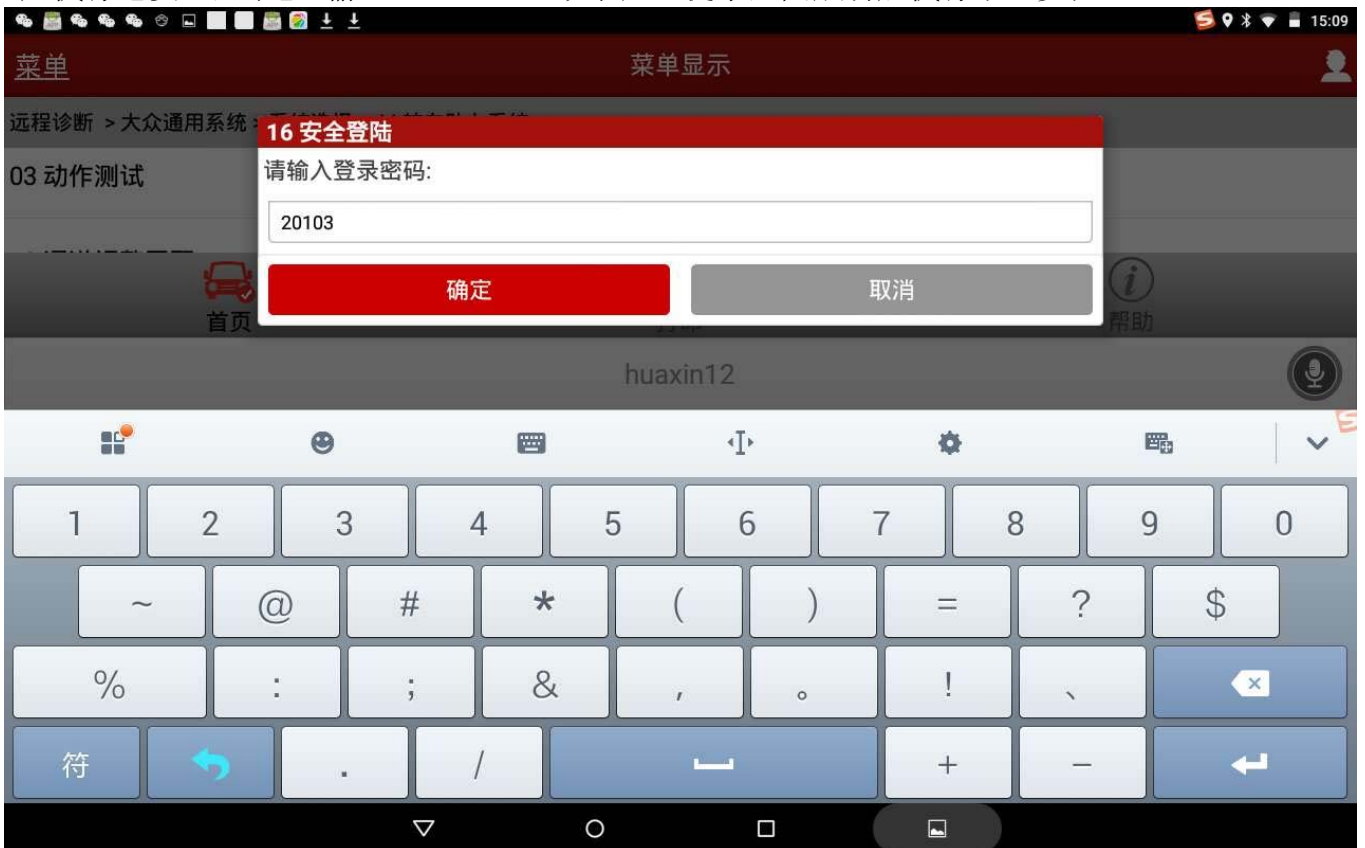 15:09
菜单
菜单显示
远程诊断 > 大众通用系统 >
16 安全登陆
03 动作测试
请输入登录密码:
20103
确定
取消
首页
帮助
huaxin12
1 2 3 4 5 6 7 8 9 0
~ @ # * ( ) = ? $
% : ; & , 。 ! 、
符 . / + −